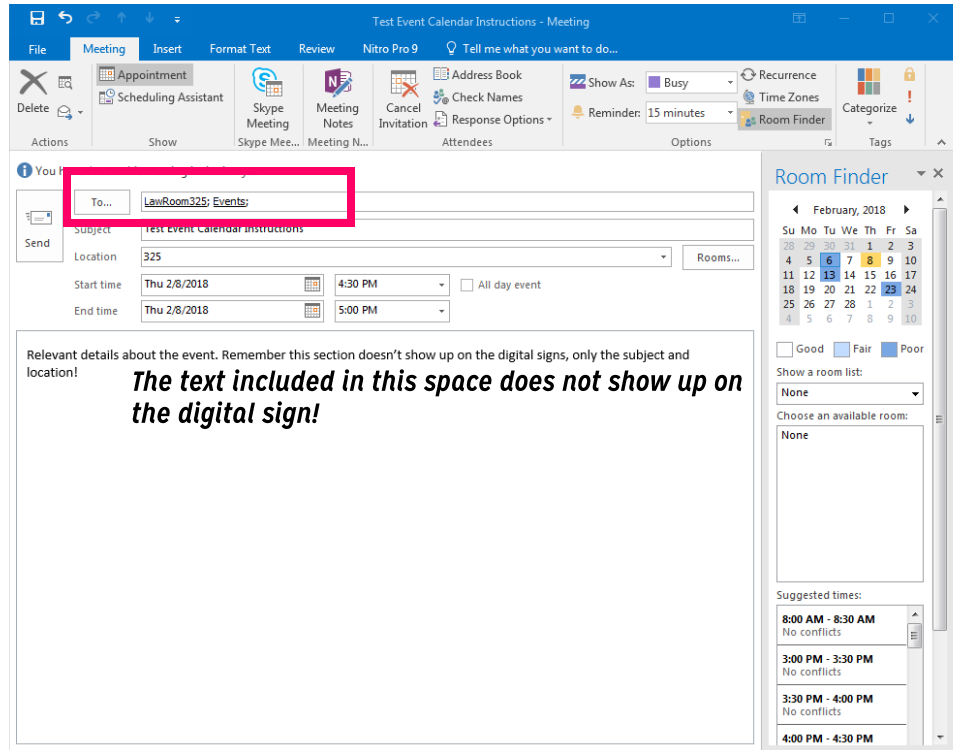 Test Event Calendar Instructions - Meeting
File Meeting Insert Format Text Review Nitro Pro 9 Tell me what you want to do...
Delete
Actions
Appointment
Scheduling Assistant
Show
Skype
Meeting
Skype Mee...
Meeting
Notes
Meeting N...
Cancel
Invitation
Address Book
Check Names
Response Options
Attendees
Show As: Busy
Reminder: 15 minutes
Recurrence
Time Zones
Room Finder
Options
Categorize
Tags
You
To... LawRoom325; Events;
Send
Subject Test Event Calendar Instructions
Location 325 Rooms...
Start time Thu 2/8/2018 4:30 PM All day event
End time Thu 2/8/2018 5:00 PM
Relevant details about the event. Remember this section doesn't show up on the digital signs, only the subject and
location!
The text included in this space does not show up on
the digital sign!
Room Finder
February, 2018
Su Mo Tu We Th Fr Sa
28 29 30 31 1 2 3
4 5 6 7 8 9 10
11 12 13 14 15 16 17
18 19 20 21 22 23 24
25 26 27 28 1 2 3
4 5 6 7 8 9 10
Good Fair Poor
Show a room list:
None
Choose an available room:
None
Suggested times:
8:00 AM - 8:30 AM
No conflicts
3:00 PM - 3:30 PM
No conflicts
3:30 PM - 4:00 PM
No conflicts
4:00 PM - 4:30 PM